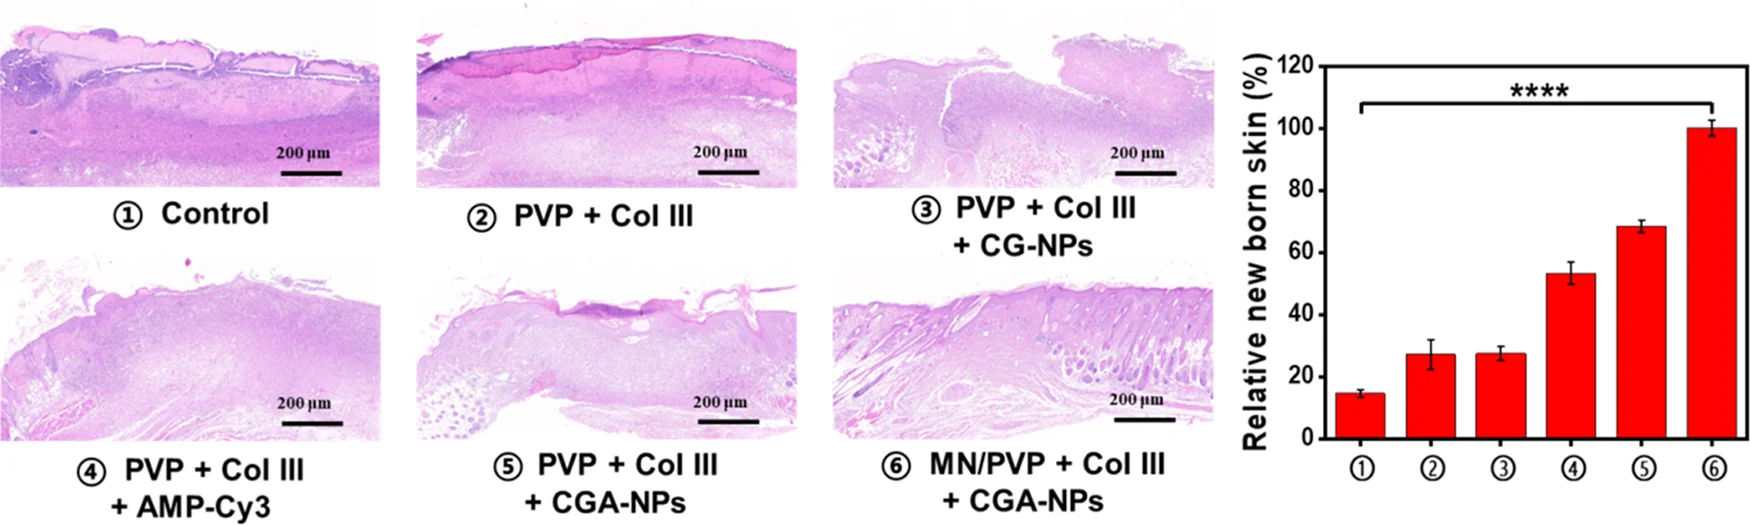 200 μm
200 μm
200 μm
① Control
② PVP + Col III
③ PVP + Col III
+ CG-NPs
200 μm
200 μm
200 μm
④ PVP + Col III
+ AMP-Cy3
⑤ PVP + Col III
+ CGA-NPs
⑥ MN/PVP + Col III
+ CGA-NPs
Relative new born skin (%)
120
100
80
60
40
20
0
****
① ② ③ ④ ⑤ ⑥